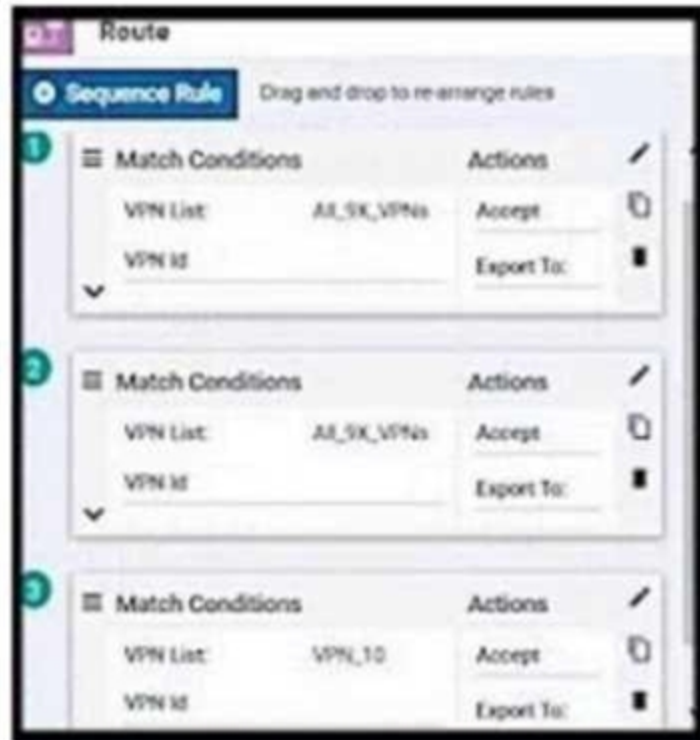 Route
Sequence Rule Drag and drop to re-arrange rules
1
Match Conditions Actions
VPN List: All_9X_VPNs Accept
VPN Id Export To:
2
Match Conditions Actions
VPN List: All_9X_VPNs Accept
VPN Id Export To:
3
Match Conditions Actions
VPN List: VPN_10 Accept
VPN Id Export To: